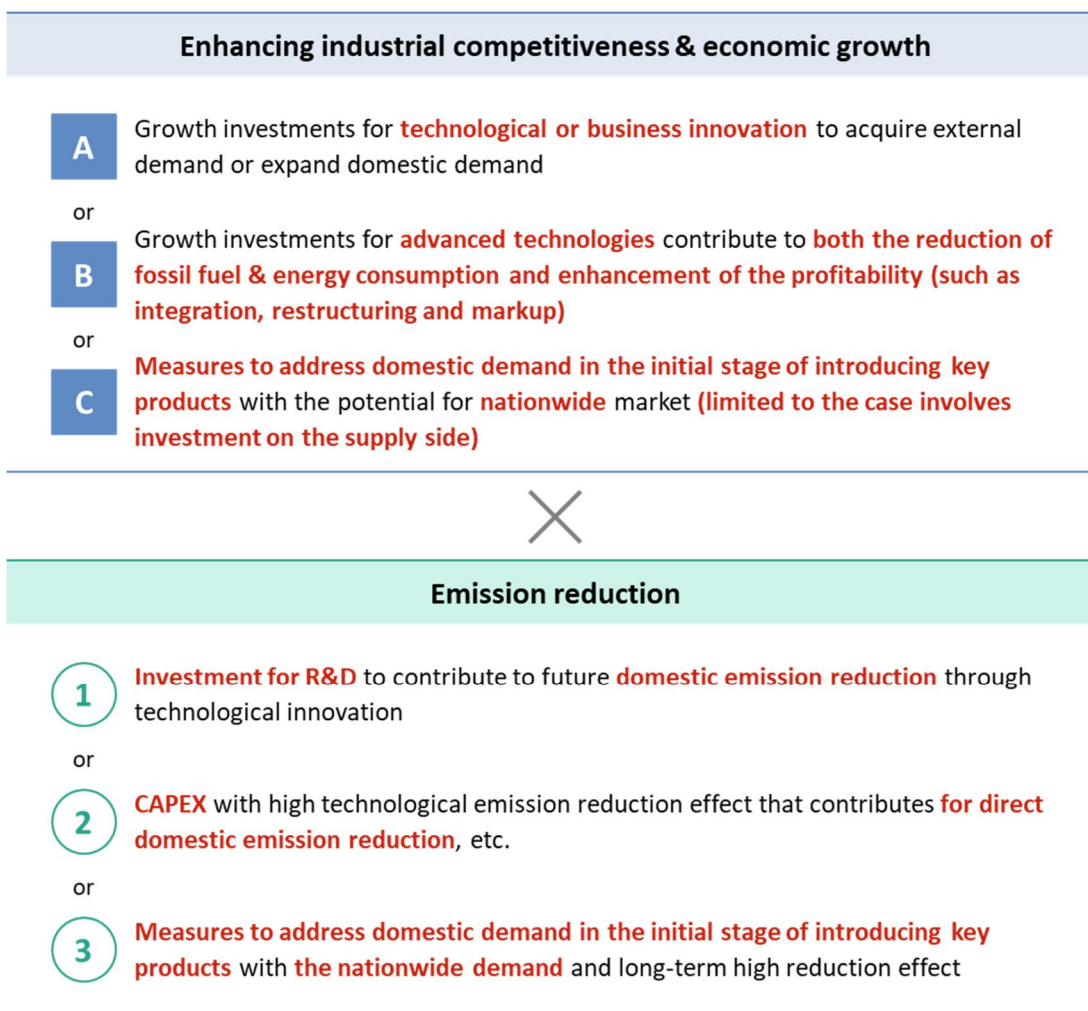 Enhancing industrial competitiveness & economic growth
A
Growth investments for technological or business innovation to acquire external
demand or expand domestic demand
or
B
Growth investments for advanced technologies contribute to both the reduction of
fossil fuel & energy consumption and enhancement of the profitability (such as
integration, restructuring and markup)
or
C
Measures to address domestic demand in the initial stage of introducing key
products with the potential for nationwide market (limited to the case involves
investment on the supply side)
Emission reduction
1
Investment for R&D to contribute to future domestic emission reduction through
technological innovation
or
2
CAPEX with high technological emission reduction effect that contributes for direct
domestic emission reduction, etc.
or
3
Measures to address domestic demand in the initial stage of introducing key
products with the nationwide demand and long-term high reduction effect